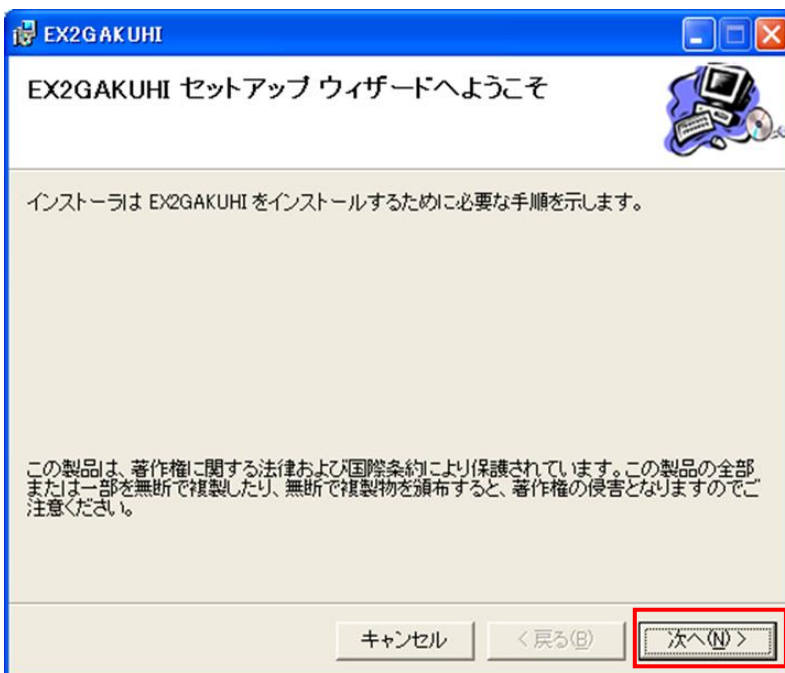 EX2GAKUHI
EX2GAKUHI セットアップ ウィザードへようこそ
インストーラは EX2GAKUHI をインストールするために必要な手順を示します。
この製品は、著作権に関する法律および国際条約により保護されています。この製品の全部
または一部を無断で複製したり、無断で複製物を頒布すると、著作権の侵害となりますのでご
注意ください。
キャンセル
< 戻る(B)
次へ(N) >